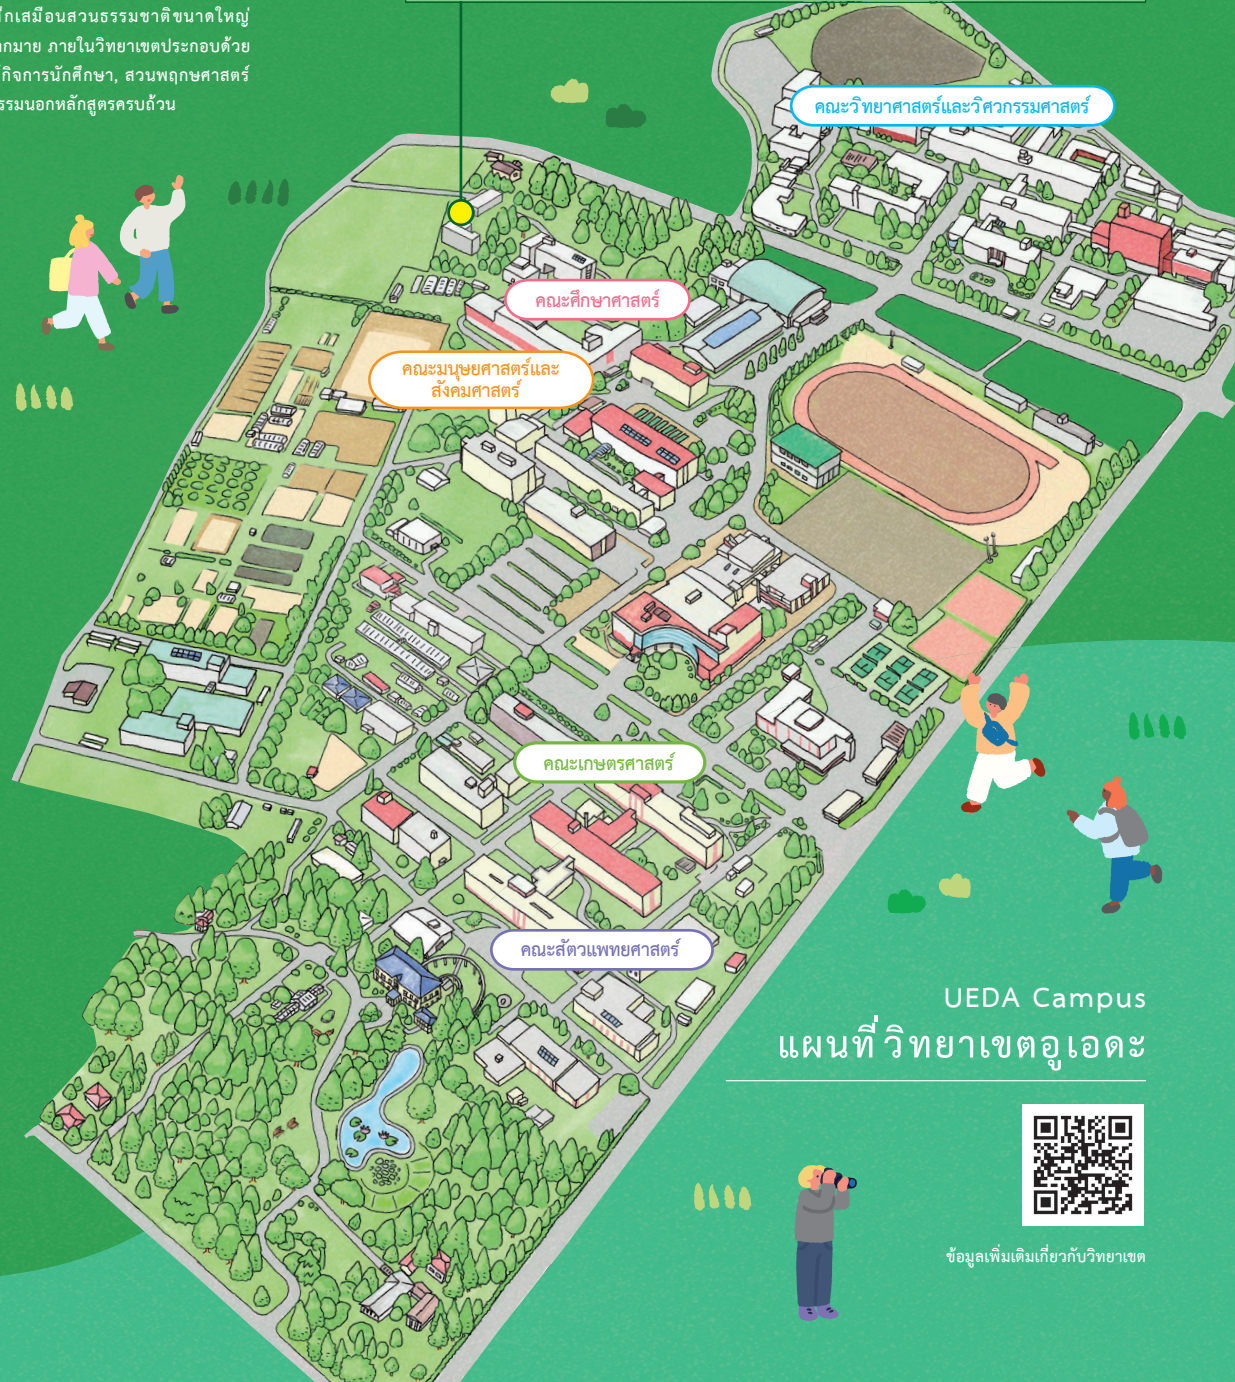 เสมือนสวนธรรมชาติขนาดใหญ่
ภายในวิทยาเขตประกอบด้วย
กิจการนักศึกษา, สวนพฤกษศาสตร์
นอกหลักสูตรครบถ้วน
คณะวิทยาศาสตร์และวิศวกรรมศาสตร์
คณะศึกษาศาสตร์
คณะมนุษยศาสตร์และ
สังคมศาสตร์
คณะเกษตรศาสตร์
คณะสัตวแพทยศาสตร์
UEDA Campus
แผนที่ วิทยาเขตอูเอดะ
ข้อมูลเพิ่มเติมเกี่ยวกับวิทยาเขต